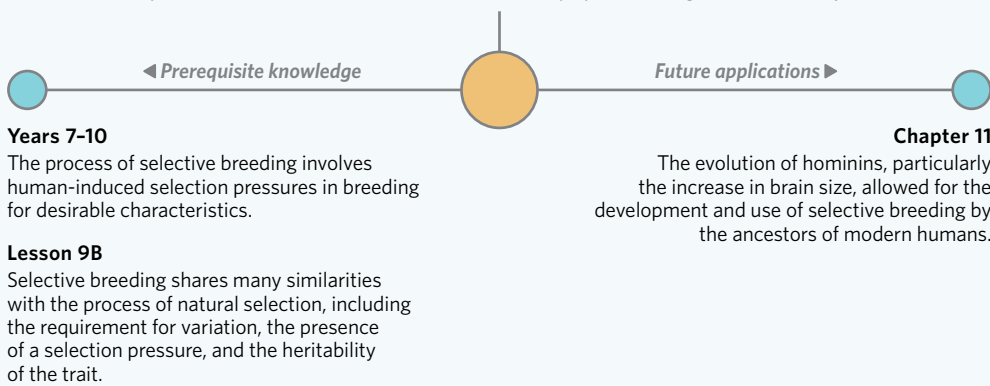 ◀ Prerequisite knowledge
Future applications ▶
Years 7–10
The process of selective breeding involves
human-induced selection pressures in breeding
for desirable characteristics.
Lesson 9B
Selective breeding shares many similarities
with the process of natural selection, including
the requirement for variation, the presence
of a selection pressure, and the heritability
of the trait.
Chapter 11
The evolution of hominins, particularly
the increase in brain size, allowed for the
development and use of selective breeding by
the ancestors of modern humans.